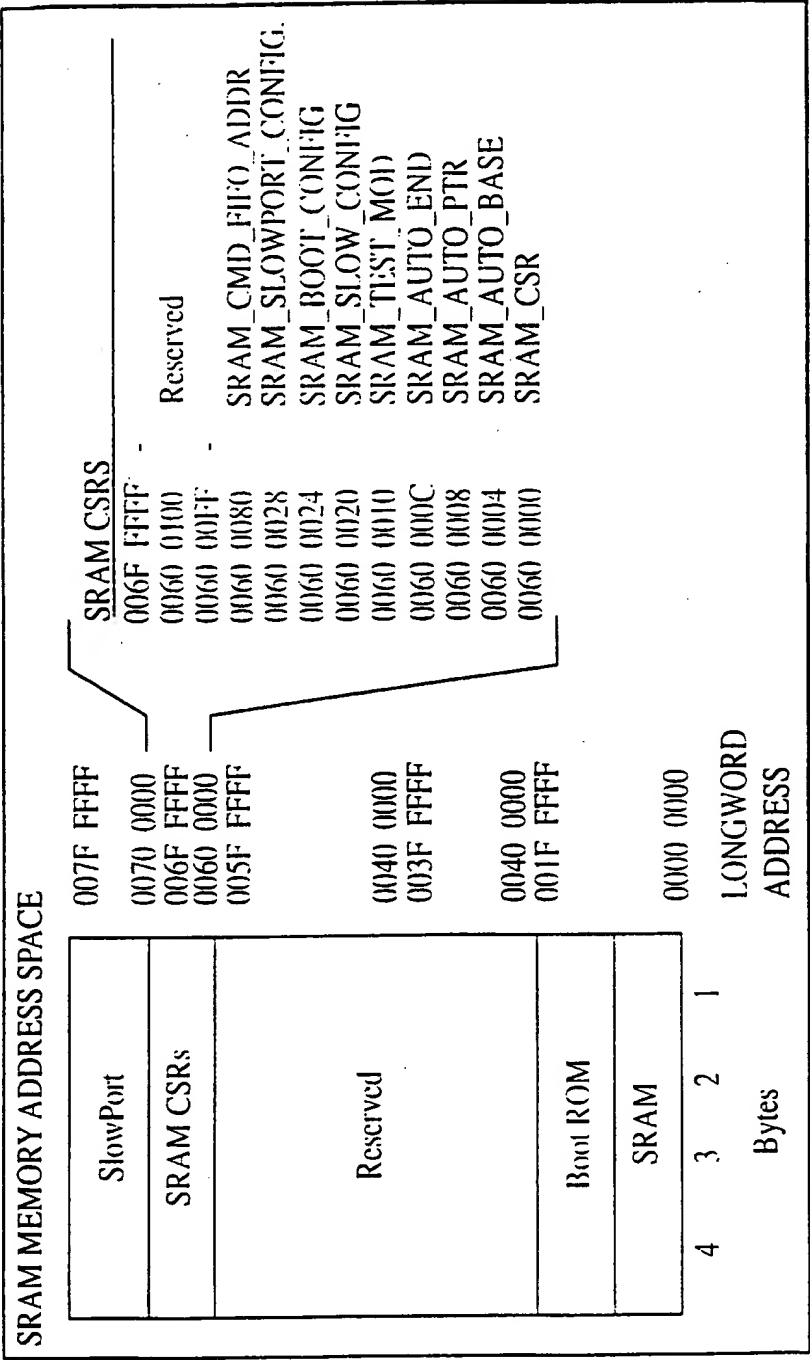 SRAM MEMORY ADDRESS SPACE
SlowPort
SRAM CSRs
Reserved
Boot ROM
SRAM
4 3 2 1
Bytes
007F FFFF
0070 0000
006F FFFF
0060 0000
005F FFFF
0040 0000
003F FFFF
0040 0000
001F FFFF
0000 0000
LONGWORD
ADDRESS
SRAM CSRS
006F FFFF -
0060 0100 Reserved
0060 00FF -
0060 0080 SRAM_CMD_FIFO_ADDR
0060 0028 SRAM_SLOWPORT_CONFIG.
0060 0024 SRAM_BOOT_CONFIG
0060 0020 SRAM_SLOW_CONFIG
0060 0010 SRAM_TEST_MOD
0060 000C SRAM_AUTO_END
0060 0008 SRAM_AUTO_PTR
0060 0004 SRAM_AUTO_BASE
0060 0000 SRAM_CSR